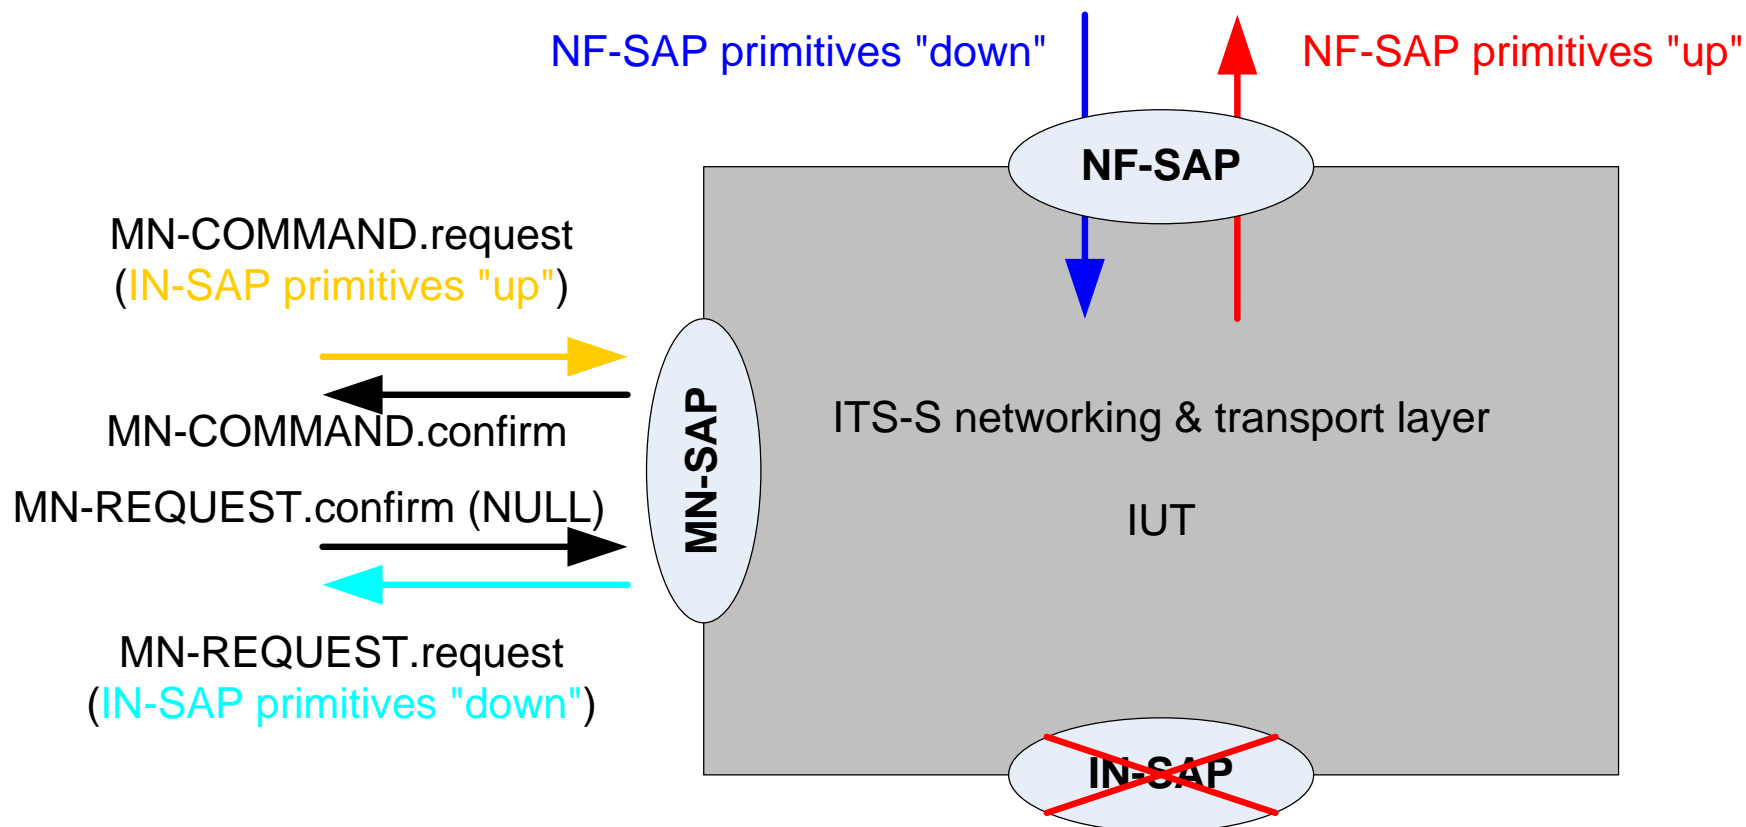 NF-SAP primitives "down"
NF-SAP primitives "up"
NF-SAP
MN-COMMAND.request
(IN-SAP primitives "up")
MN-COMMAND.confirm
MN-REQUEST.confirm (NULL)
MN-REQUEST.request
(IN-SAP primitives "down")
MN-SAP
ITS-S networking & transport layer
IUT
IN-SAP